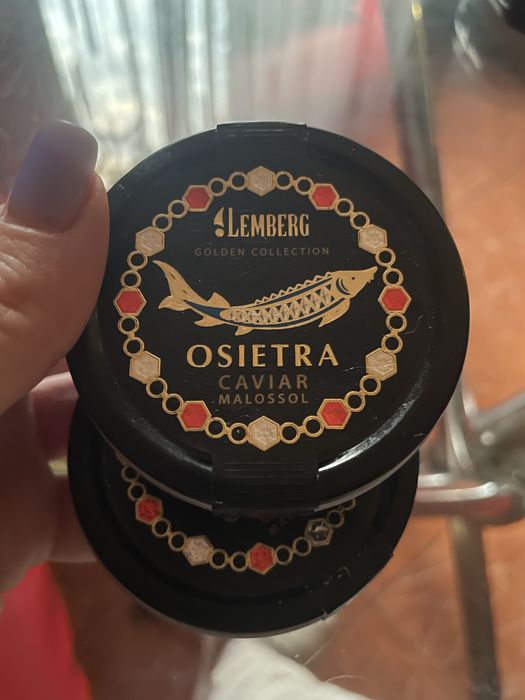 LEMBERG
GOLDEN COLLECTION
OSIETRA
CAVIAR
MALOSSOL